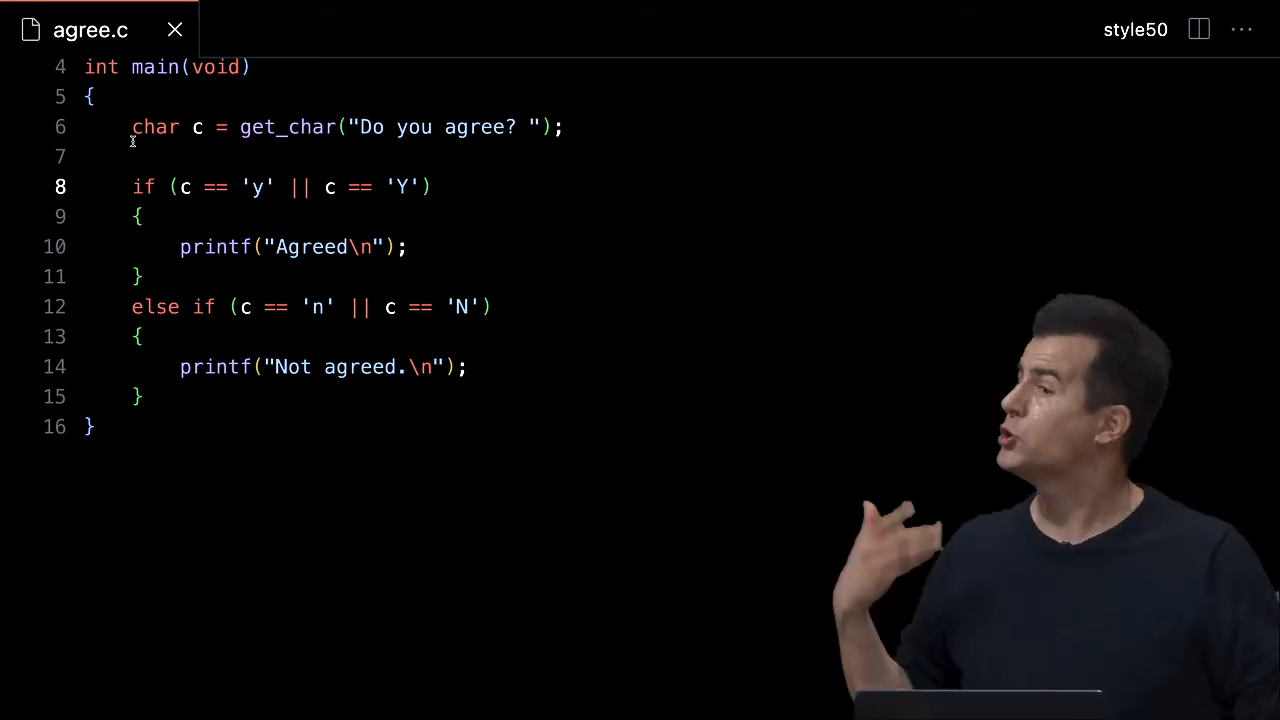 agree.c
style50
4 int main(void)
5 {
6 char c = get_char("Do you agree? ");
7
8 if (c == 'y' || c == 'Y')
9 {
10 printf("Agreed\n");
11 }
12 else if (c == 'n' || c == 'N')
13 {
14 printf("Not agreed.\n");
15 }
16 }